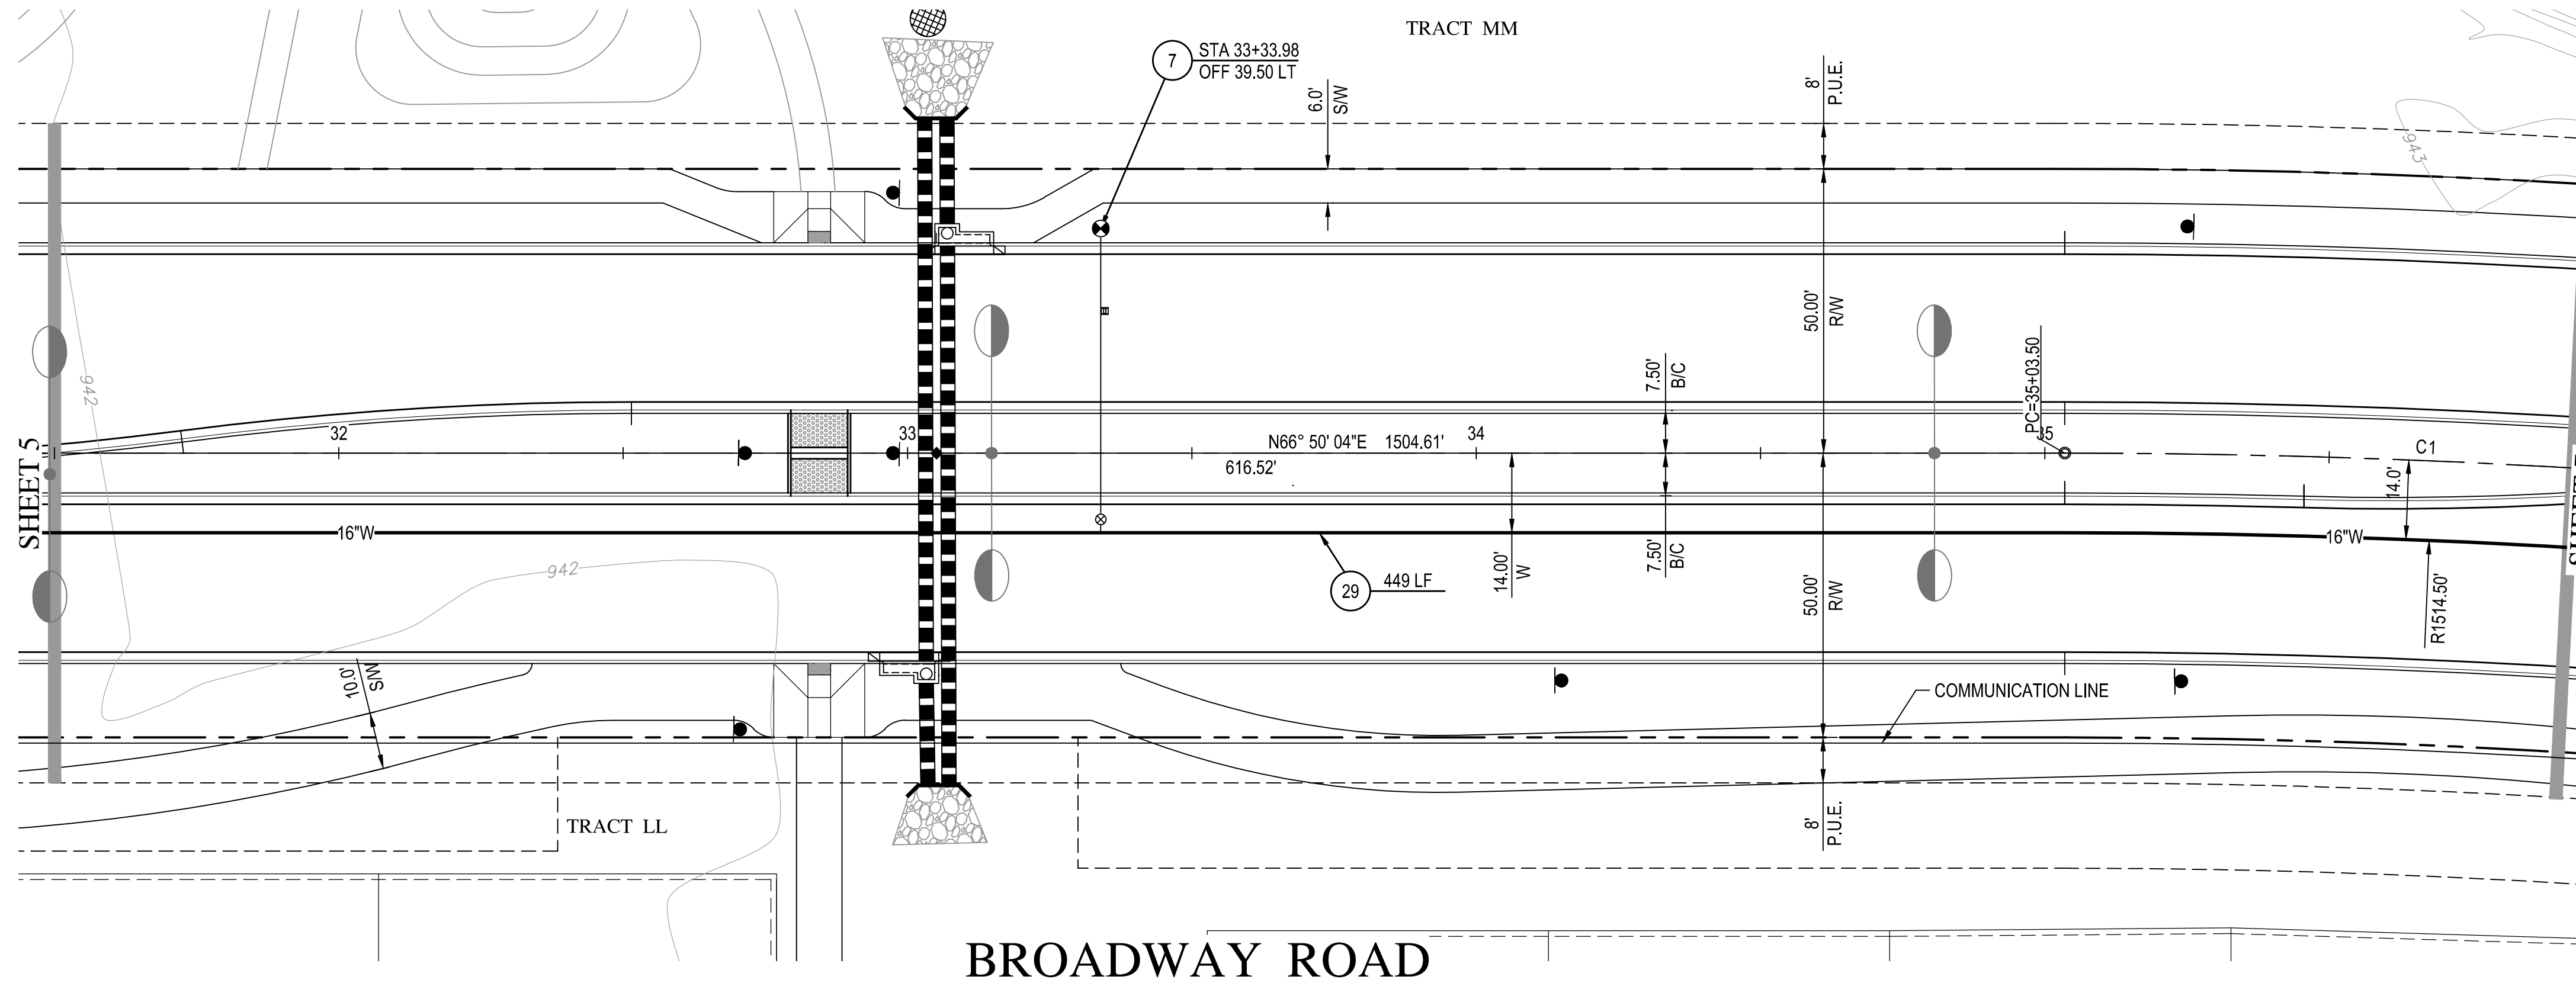 TRACT MM
7
STA 33+33.98
OFF 39.50 LT
6.0'
S/W
8'
P.U.E.
943
942
50.00'
R/W
7.50'
B/C
PC=35+03.50
SHEET 5
32
33
N66° 50' 04"E 1504.61'
616.52'
34
35
C1
14.0'
16"W
14.00'
W
7.50'
B/C
16"W
942
29
449 LF
50.00'
R/W
R1514.50'
10.0'
S/W
COMMUNICATION LINE
TRACT LL
8'
P.U.E.
BROADWAY ROAD